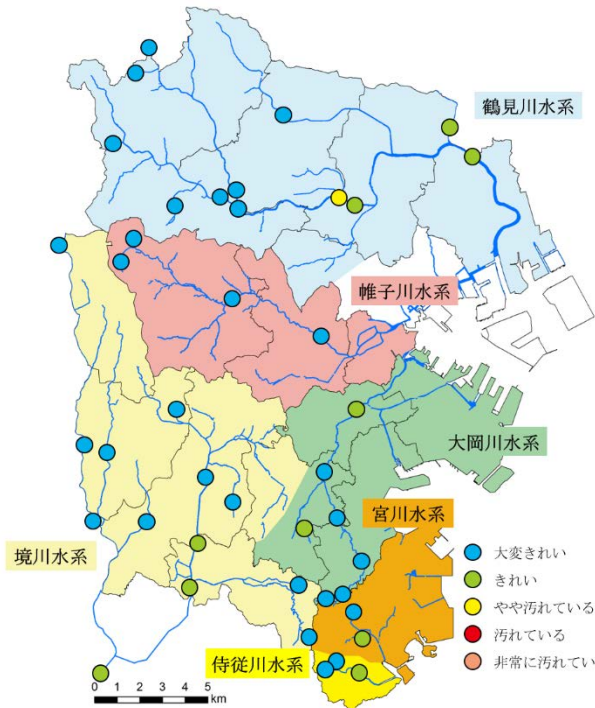 鶴見川水系
帷子川水系
大岡川水系
宮川水系
境川水系
侍従川水系
大変きれい
きれい
やや汚れている
汚れている
非常に汚れてい
0 1 2 3 4 5
km